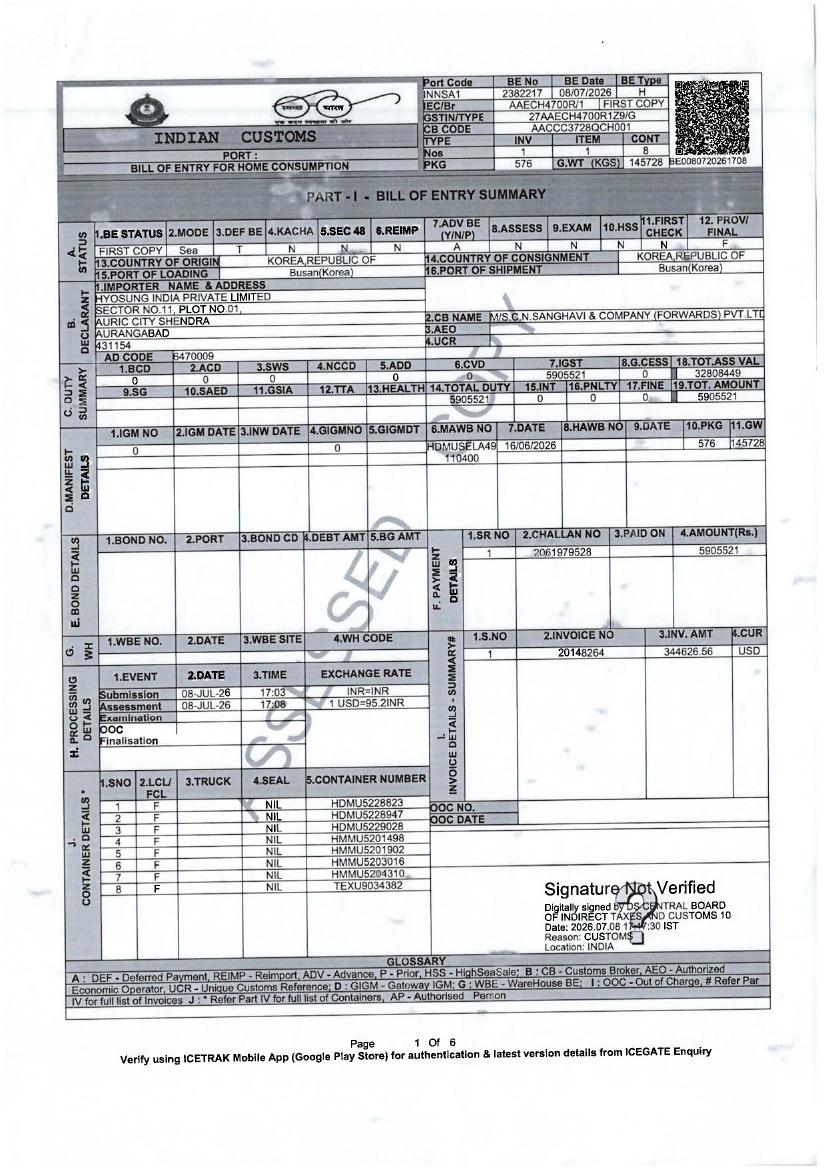 INDIAN CUSTOMS
PORT :
BILL OF ENTRY FOR HOME CONSUMPTION
Port Code BE No BE Date BE Type
INNSA1 2382217 08/07/2026 H
IEC/Br AAECH4700R/1 FIRST COPY
GSTIN/TYPE 27AAECH4700R1Z9/G
CB CODE AACCC3728QCH001
TYPE INV ITEM CONT
Nos 1 1 8
PKG 576 G.WT (KGS) 145728
BE080720261708
PART -I - BILL OF ENTRY SUMMARY
A. STATUS
1.BE STATUS 2.MODE 3.DEF BE 4.KACHA 5.SEC 48 6.REIMP 7.ADV BE (Y/N/P) 8.ASSESS 9.EXAM 10.HSS 11.FIRST CHECK 12. PROV/ FINAL
FIRST COPY Sea T N N N A N N N N F
13.COUNTRY OF ORIGIN KOREA,REPUBLIC OF 14.COUNTRY OF CONSIGNMENT KOREA,REPUBLIC OF
15.PORT OF LOADING Busan(Korea) 16.PORT OF SHIPMENT Busan(Korea)
B. DECLARANT
1.IMPORTER NAME & ADDRESS
HYOSUNG INDIA PRIVATE LIMITED
SECTOR NO.11, PLOT NO.01,
AURIC CITY SHENDRA
AURANGABAD
431154
AD CODE 6470009
2.CB NAME M/S.C.N.SANGHAVI & COMPANY (FORWARDS) PVT.LTD
3.AEO
4.UCR
C. DUTY SUMMARY
1.BCD 2.ACD 3.SWS 4.NCCD 5.ADD 6.CVD 7.IGST 8.G.CESS 18.TOT.ASS VAL
0 0 0 0 0 5905521 0 32808449
9.SG 10.SAED 11.GSIA 12.TTA 13.HEALTH 14.TOTAL DUTY 15.INT 16.PNLTY 17.FINE 19.TOT. AMOUNT
5905521 0 0 0 5905521
D.MANIFEST DETAILS
1.IGM NO 2.IGM DATE 3.INW DATE 4.GIGMNO 5.GIGMDT 6.MAWB NO 7.DATE 8.HAWB NO 9.DATE 10.PKG 11.GW
0 0 HDMUSELA49 16/06/2026 576 145728
110400
E. BOND DETAILS
1.BOND NO. 2.PORT 3.BOND CD 4.DEBT AMT 5.BG AMT
F. PAYMENT DETAILS
1.SR NO 2.CHALLAN NO 3.PAID ON 4.AMOUNT(Rs.)
1 2061979528 5905521
G. WH
1.WBE NO. 2.DATE 3.WBE SITE 4.WH CODE
H. PROCESSING DETAILS
1.EVENT 2.DATE 3.TIME EXCHANGE RATE
Submission 08-JUL-26 17:03 INR=INR
Assessment 08-JUL-26 17:08 1 USD=95.2INR
Examination
OOC
Finalisation
I. INVOICE DETAILS - SUMMARY#
1.S.NO 2.INVOICE NO 3.INV. AMT 4.CUR
1 20148264 344626.56 USD
J. CONTAINER DETAILS *
1.SNO 2.LCL/ FCL 3.TRUCK 4.SEAL 5.CONTAINER NUMBER
1 F NIL HDMU5228823
2 F NIL HDMU5228947
3 F NIL HDMU5229028
4 F NIL HMMU5201498
5 F NIL HMMU5201902
6 F NIL HMMU5203016
7 F NIL HMMU5204310
8 F NIL TEXU9034382
OOC NO.
OOC DATE
ASSESSED COPY
Signature Not Verified
Digitally signed by DS CENTRAL BOARD
OF INDIRECT TAXES AND CUSTOMS 10
Date: 2026.07.08 17:17:30 IST
Reason: CUSTOMS
Location: INDIA
GLOSSARY
A : DEF - Deferred Payment, REIMP - Reimport, ADV - Advance, P - Prior, HSS - HighSeaSale; B : CB - Customs Broker, AEO - Authorized
Economic Operator, UCR - Unique Customs Reference; D : GIGM - Gateway IGM; G : WBE - WareHouse BE; I : OOC - Out of Charge, # Refer Par
IV for full list of Invoices J : * Refer Part IV for full list of Containers, AP - Authorised Person
Page 1 Of 6
Verify using ICETRAK Mobile App (Google Play Store) for authentication & latest version details from ICEGATE Enquiry